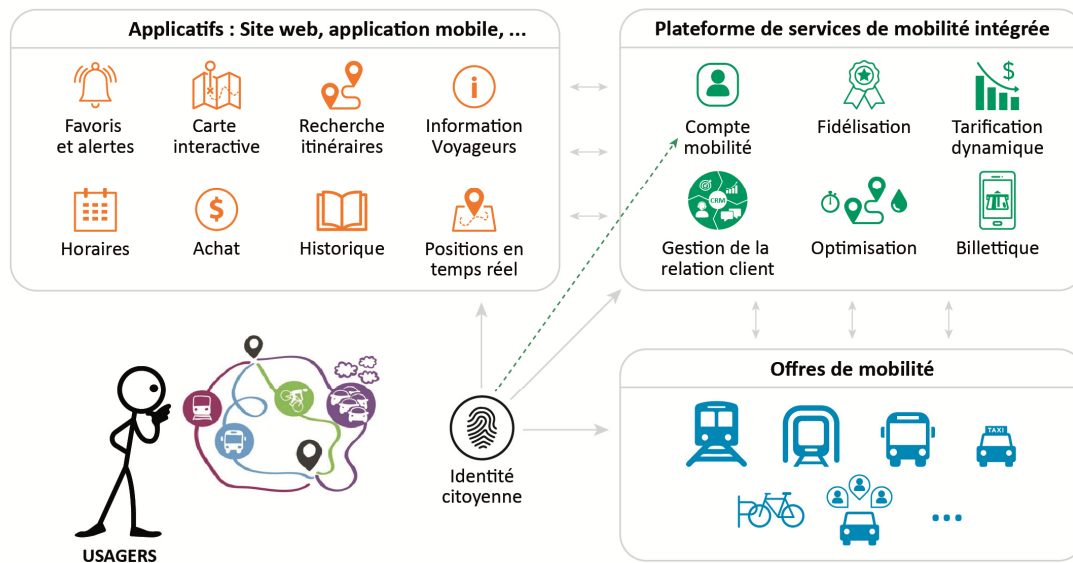 Applicatifs : Site web, application mobile, ...
Favoris
et alertes
Carte
interactive
Recherche
itinéraires
Information
Voyageurs
Horaires
$
Achat
Historique
Positions en
temps réel
Plateforme de services de mobilité intégrée
Compte
mobilité
Fidélisation
$
Tarification
dynamique
CRM
Gestion de la
relation client
Optimisation
Billettique
Identité
citoyenne
USAGERS
Offres de mobilité
TAXI
...